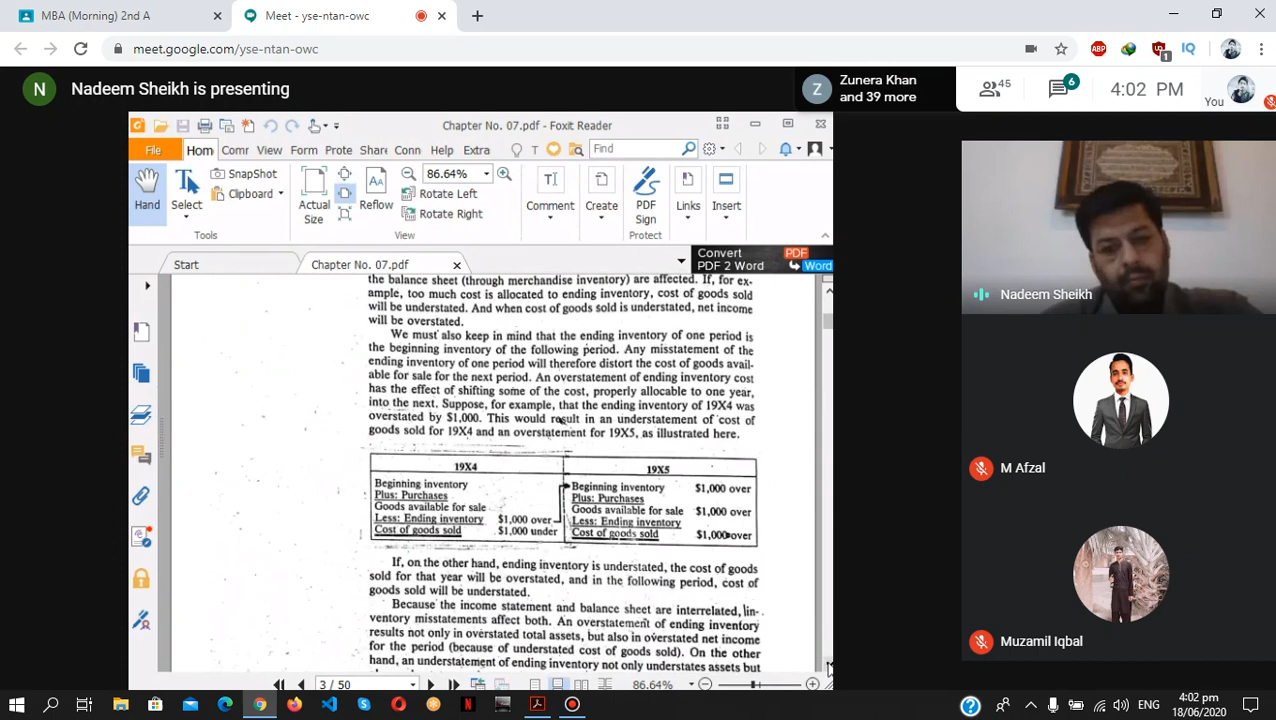 MBA (Morning) 2nd A
Meet - yse-ntan-owc
meet.google.com/yse-ntan-owc
ABP
1
IQ
N
Nadeem Sheikh is presenting
Z
Zunera Khan
and 39 more
45
6
4:02 PM
You
Chapter No. 07.pdf - Foxit Reader
File
Hom
Comr
View
Form
Prote
Share
Conn
Help
Extra
Find
Hand
Select
SnapShot
Clipboard
Tools
Actual
Size
Reflow
86.64%
Rotate Left
Rotate Right
View
Comment
Create
PDF
Sign
Protect
Links
Insert
Start
Chapter No. 07.pdf
Convert
PDF 2 Word
PDF
Word
the balance sheet (through merchandise inventory) are affected. If, for ex-
ample, too much cost is allocated to ending inventory, cost of goods sold
will be understated. And when cost of goods sold is understated, net income
will be overstated.
We must also keep in mind that the ending inventory of one period is
the beginning inventory of the following period. Any misstatement of the
ending inventory of one period will therefore distort the cost of goods avail-
able for sale for the next period. An overstatement of ending inventory cost
has the effect of shifting some of the cost, properly allocable to one year,
into the next. Suppose, for example, that the ending inventory of 19X4 was
overstated by $1,000. This would result in an understatement of cost of
goods sold for 19X4 and an overstatement for 19X5, as illustrated here.
19X4
Beginning inventory
Plus: Purchases
Goods available for sale
Less: Ending inventory $1,000 over
Cost of goods sold $1,000 under
19X5
Beginning inventory $1,000 over
Plus: Purchases
Goods available for sale $1,000 over
Less: Ending inventory
Cost of goods sold $1,000 over
If, on the other hand, ending inventory is understated, the cost of goods
sold for that year will be overstated, and in the following period, cost of
goods sold will be understated.
Because the income statement and balance sheet are interrelated, in-
ventory misstatements affect both. An overstatement of ending inventory
results not only in overstated total assets, but also in overstated net income
for the period (because of understated cost of goods sold). On the other
hand, an understatement of ending inventory not only understates assets but
3 / 50
86.64%
Nadeem Sheikh
M Afzal
Muzamil Iqbal
ENG
4:02 pm
18/06/2020